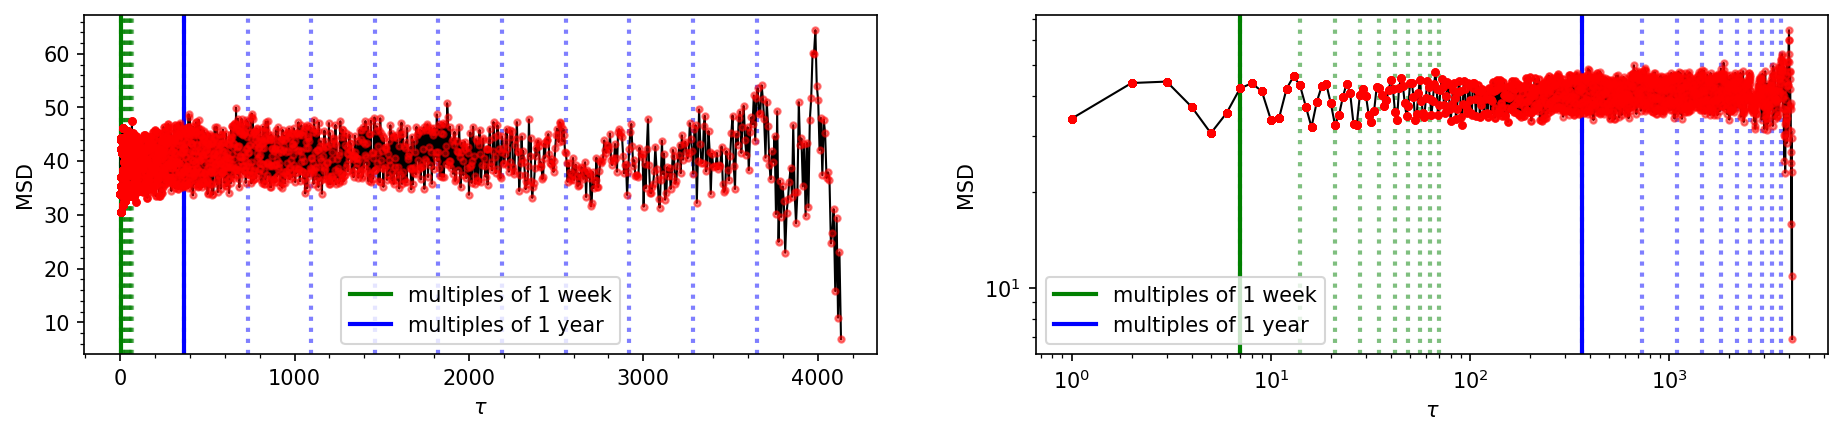 MSD
60
50
40
30
20
10
multiples of 1 week
multiples of 1 year
0
1000
2000
3000
4000
τ
MSD
10¹
multiples of 1 week
multiples of 1 year
10⁰
10¹
10²
10³
τ